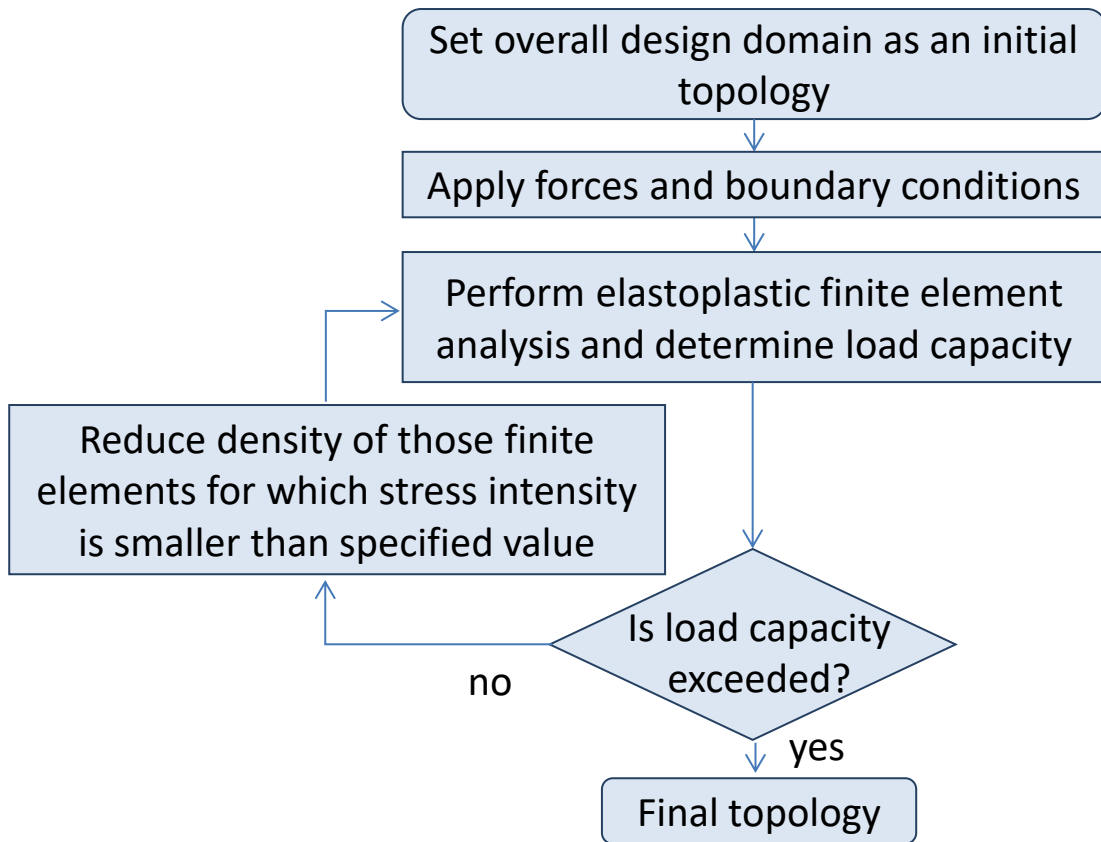 Set overall design domain as an initial
topology
Apply forces and boundary conditions
Perform elastoplastic finite element
analysis and determine load capacity
Reduce density of those finite
elements for which stress intensity
is smaller than specified value
Is load capacity
exceeded?
no
yes
Final topology